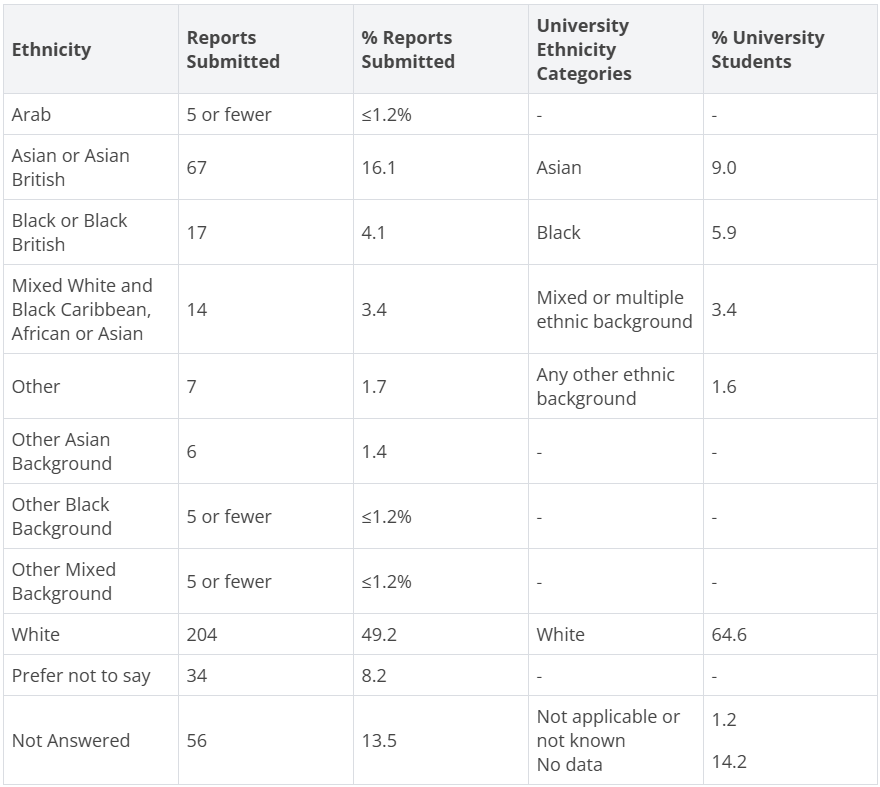 Ethnicity
Reports
Submitted
% Reports
Submitted
University
Ethnicity
Categories
% University
Students
Arab
5 or fewer
≤1.2%
-
-
Asian or Asian
British
67
16.1
Asian
9.0
Black or Black
British
17
4.1
Black
5.9
Mixed White and
Black Caribbean,
African or Asian
14
3.4
Mixed or multiple
ethnic background
3.4
Other
7
1.7
Any other ethnic
background
1.6
Other Asian
Background
6
1.4
-
-
Other Black
Background
5 or fewer
≤1.2%
-
-
Other Mixed
Background
5 or fewer
≤1.2%
-
-
White
204
49.2
White
64.6
Prefer not to say
34
8.2
-
-
Not Answered
56
13.5
Not applicable or
not known
No data
1.2
14.2